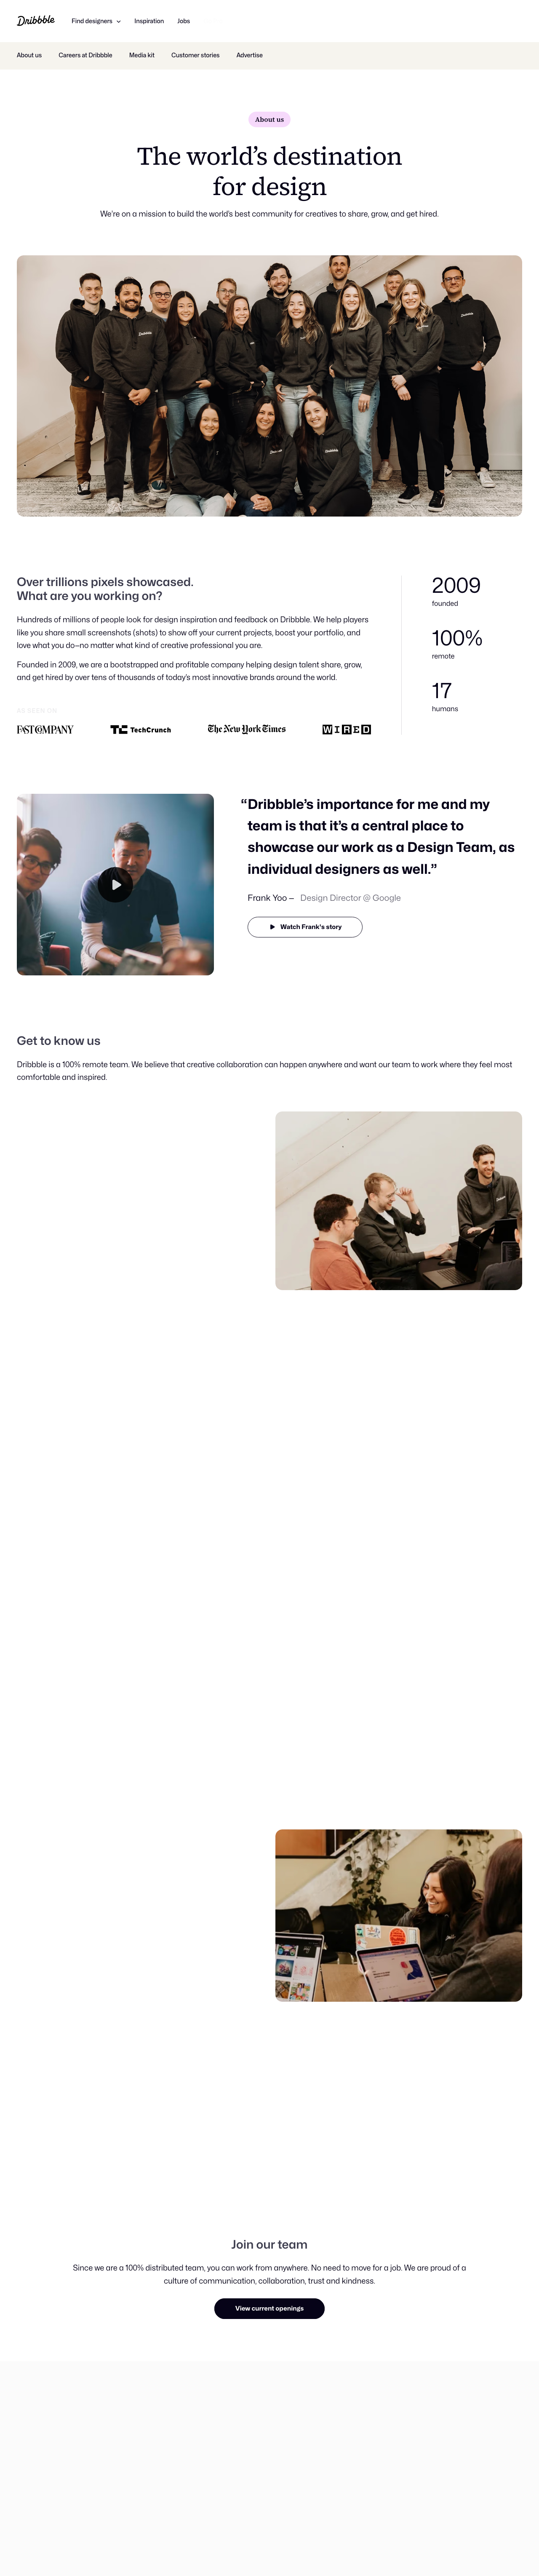 Dribbble
Find designers
Inspiration
Jobs
About us
Careers at Dribbble
Media kit
Customer stories
Advertise
About us
The world’s destination
for design
We’re on a mission to build the world’s best community for creatives to share, grow, and get hired.
Over trillions pixels showcased.
What are you working on?
Hundreds of millions of people look for design inspiration and feedback on Dribbble. We help players
like you share small screenshots (shots) to show off your current projects, boost your portfolio, and
love what you do—no matter what kind of creative professional you are.
Founded in 2009, we are a bootstrapped and profitable company helping design talent share, grow,
and get hired by over tens of thousands of today’s most innovative brands around the world.
AS SEEN ON
FAST COMPANY
TC TechCrunch
The New York Times
WIRED
2009
founded
100%
remote
17
humans
“Dribbble’s importance for me and my
team is that it’s a central place to
showcase our work as a Design Team, as
individual designers as well.”
Frank Yoo — Design Director @ Google
Watch Frank's story
Get to know us
Dribbble is a 100% remote team. We believe that creative collaboration can happen anywhere and want our team to work where they feel most
comfortable and inspired.
Join our team
Since we are a 100% distributed team, you can work from anywhere. No need to move for a job. We are proud of a
culture of communication, collaboration, trust and kindness.
View current openings